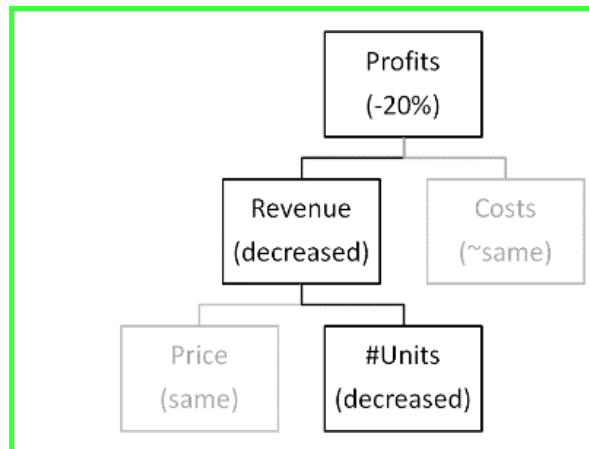 Profits
(-20%)
Revenue
(decreased)
Costs
(~same)
Price
(same)
#Units
(decreased)